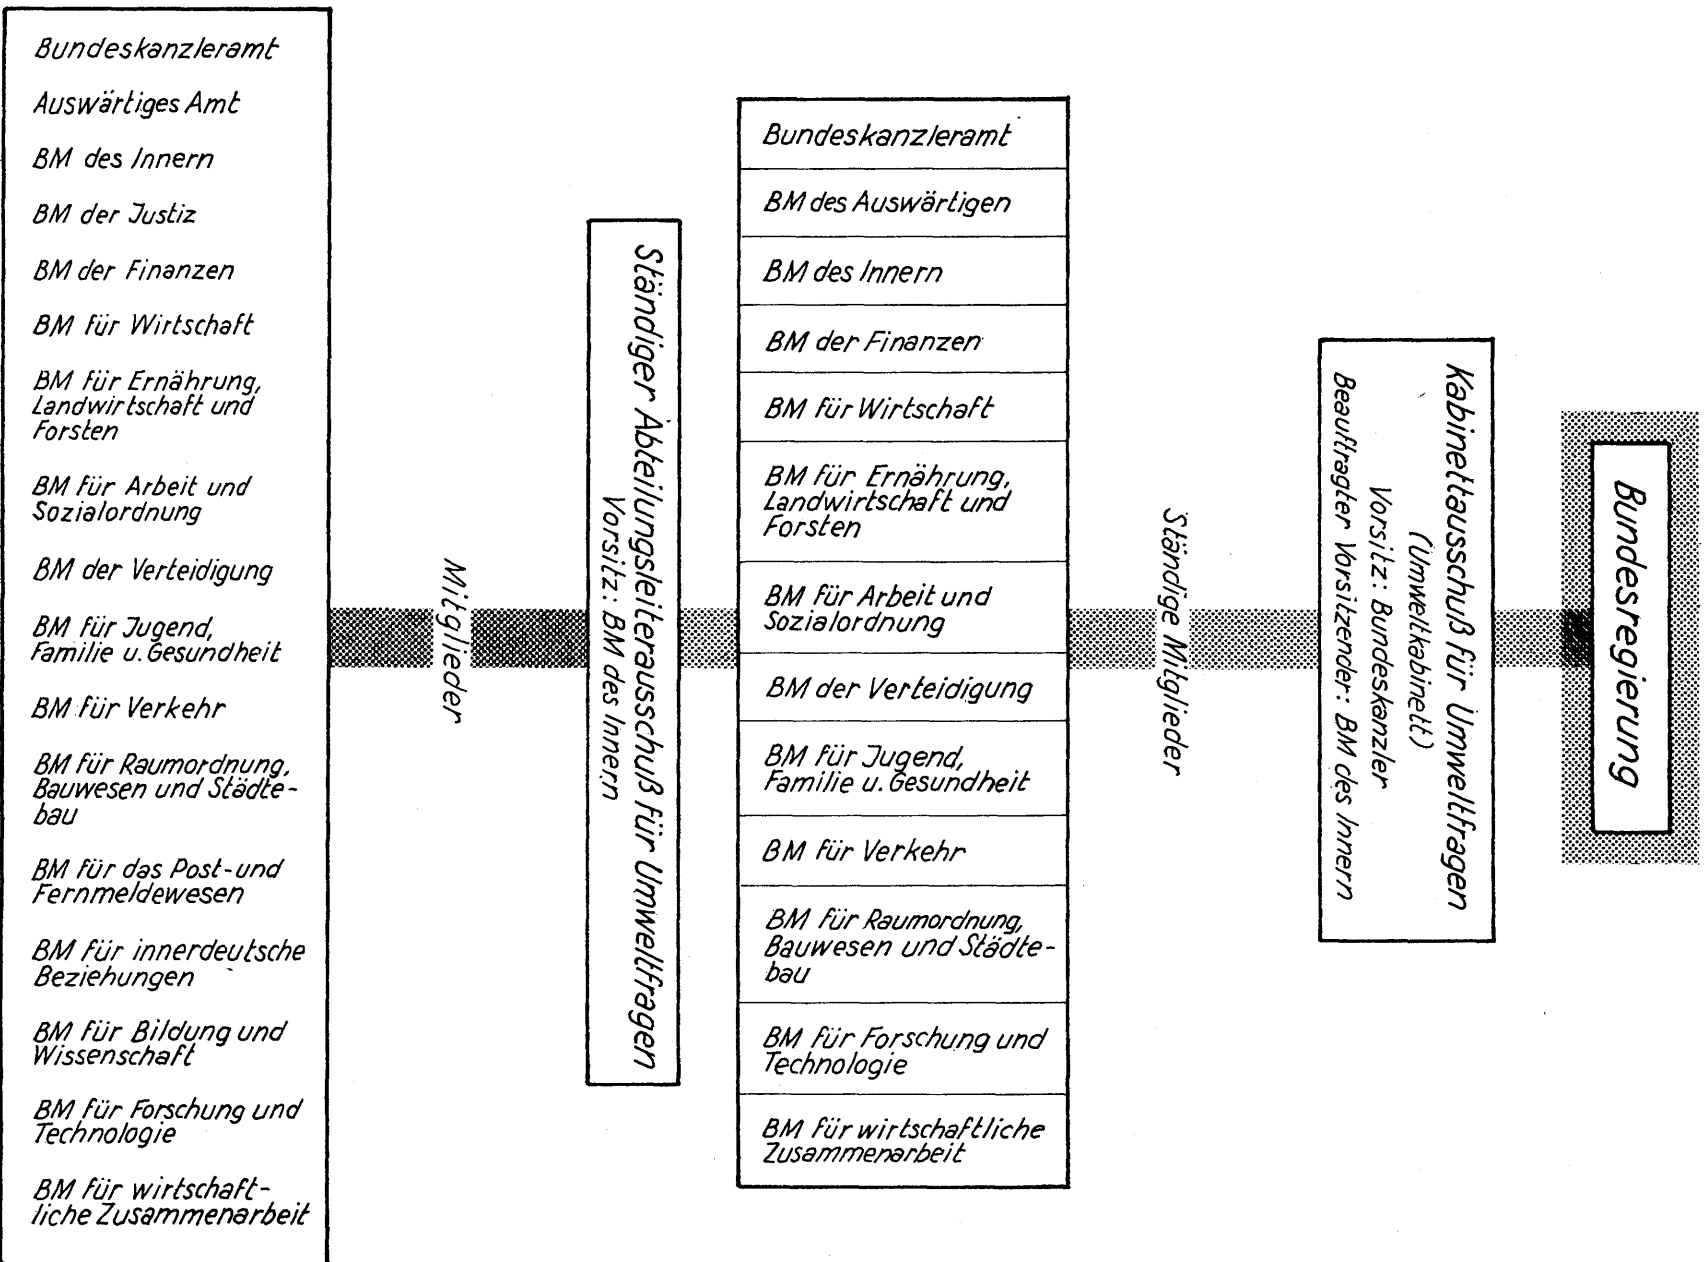 Bundeskanzleramt
Auswärtiges Amt
BM des Innern
BM der Justiz
BM der Finanzen
BM für Wirtschaft
BM für Ernährung,
Landwirtschaft und
Forsten
BM für Arbeit und
Sozialordnung
BM der Verteidigung
BM für Jugend,
Familie u. Gesundheit
BM für Verkehr
BM für Raumordnung,
Bauwesen und Städte-
bau
BM für das Post- und
Fernmeldewesen
BM für innerdeutsche
Beziehungen
BM für Bildung und
Wissenschaft
BM für Forschung und
Technologie
BM für wirtschaft-
liche Zusammenarbeit
Mitglieder
Ständiger Abteilungsleiterausschuß für Umweltfragen
Vorsitz: BM des Innern
Bundeskanzleramt
BM des Auswärtigen
BM des Innern
BM der Finanzen
BM für Wirtschaft
BM für Ernährung,
Landwirtschaft und
Forsten
BM für Arbeit und
Sozialordnung
BM der Verteidigung
BM für Jugend,
Familie u. Gesundheit
BM für Verkehr
BM für Raumordnung,
Bauwesen und Städte-
bau
BM für Forschung und
Technologie
BM für wirtschaftliche
Zusammenarbeit
Ständige Mitglieder
Kabinettausschuß für Umweltfragen
(Umweltkabinett)
Vorsitz: Bundeskanzler
Beauftragter Vorsitzender: BM des Innern
Bundesregierung